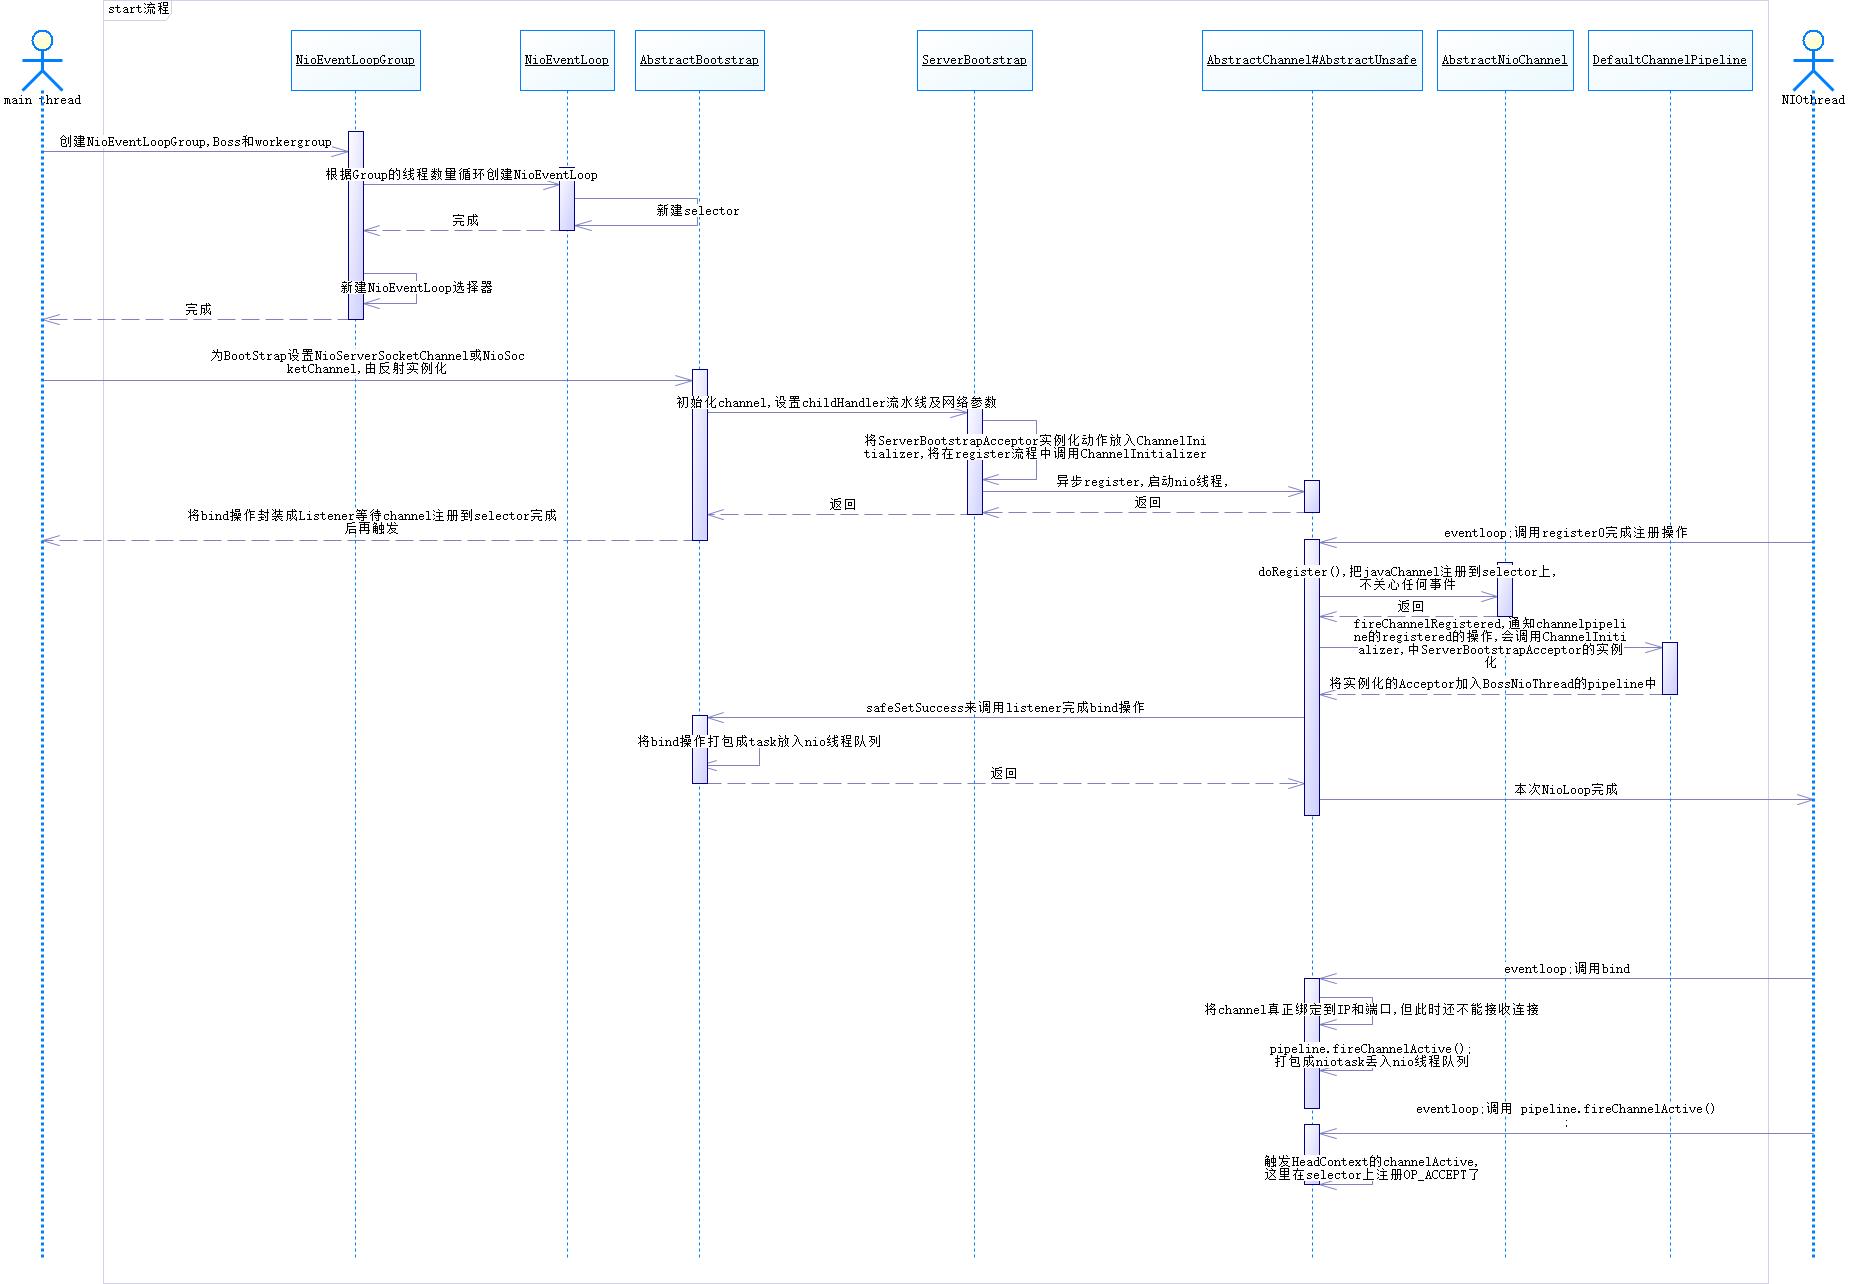 start流程
NioEventLoopGroup
NioEventLoop
AbstractBootstrap
ServerBootstrap
AbstractChannel#AbstractUnsafe
AbstractNioChannel
DefaultChannelPipeline
main thread
NIOthread
创建NioEventLoopGroup,Boss和workergroup
根据Group的线程数量循环创建NioEventLoop
新建selector
完成
新建NioEventLoop选择器
完成
为BootStrap设置NioServerSocketChannel或NioSoc
ketChannel,由反射实例化
初始化channel,设置childHandler流水线及网络参数
将ServerBootstrapAcceptor实例化动作放入ChannelIni
tializer,将在register流程中调用ChannelInitializer
异步register,启动nio线程,
返回
返回
将bind操作封装成Listener等待channel注册到selector完成
后再触发
eventloop;调用register0完成注册操作
doRegister(),把javaChannel注册到selector上,
不关心任何事件
返回
fireChannelRegistered,通知channelpipeli
ne的registered的操作,会调用ChannelIniti
alizer,中ServerBootstrapAcceptor的实例
化
将实例化的Acceptor加入BossNioThread的pipeline中
safeSetSuccess来调用listener完成bind操作
将bind操作打包成task放入nio线程队列
返回
本次NioLoop完成
eventloop;调用bind
将channel真正绑定到IP和端口,但此时还不能接收连接
pipeline.fireChannelActive();
打包成niotask丢入nio线程队列
eventloop;调用 pipeline.fireChannelActive()
;
触发HeadContext的channelActive,
这里在selector上注册OP_ACCEPT了